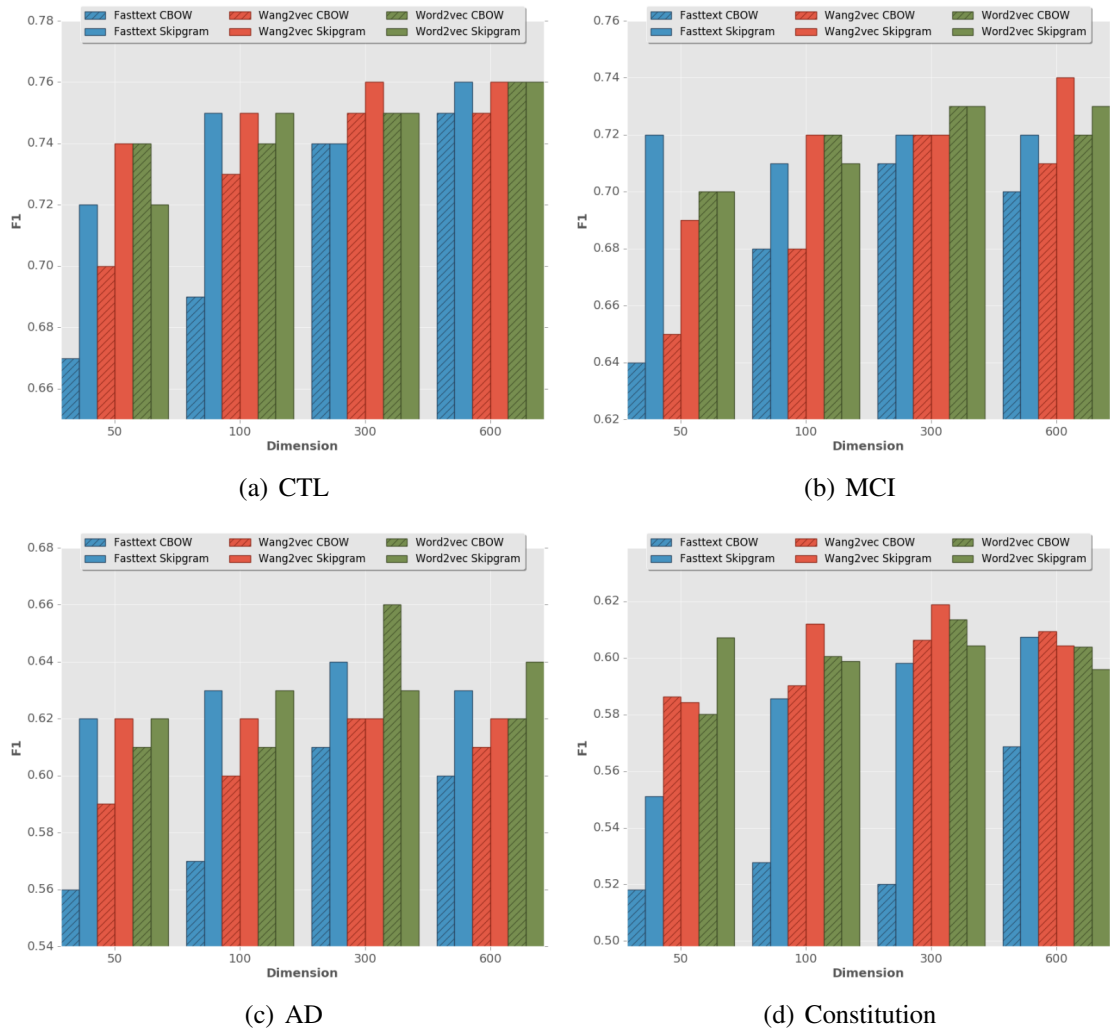 Fasttext CBOW Wang2vec CBOW Word2vec CBOW
Fasttext Skipgram Wang2vec Skipgram Word2vec Skipgram
0.78
0.76
0.74
0.72
0.70
0.68
0.66
F1
50 100 300 600
Dimension
(a) CTL
Fasttext CBOW Wang2vec CBOW Word2vec CBOW
Fasttext Skipgram Wang2vec Skipgram Word2vec Skipgram
0.76
0.74
0.72
0.70
0.68
0.66
0.64
0.62
F1
50 100 300 600
Dimension
(b) MCI
Fasttext CBOW Wang2vec CBOW Word2vec CBOW
Fasttext Skipgram Wang2vec Skipgram Word2vec Skipgram
0.68
0.66
0.64
0.62
0.60
0.58
0.56
0.54
F1
50 100 300 600
Dimension
(c) AD
Fasttext CBOW Wang2vec CBOW Word2vec CBOW
Fasttext Skipgram Wang2vec Skipgram Word2vec Skipgram
0.62
0.60
0.58
0.56
0.54
0.52
0.50
F1
50 100 300 600
Dimension
(d) Constitution